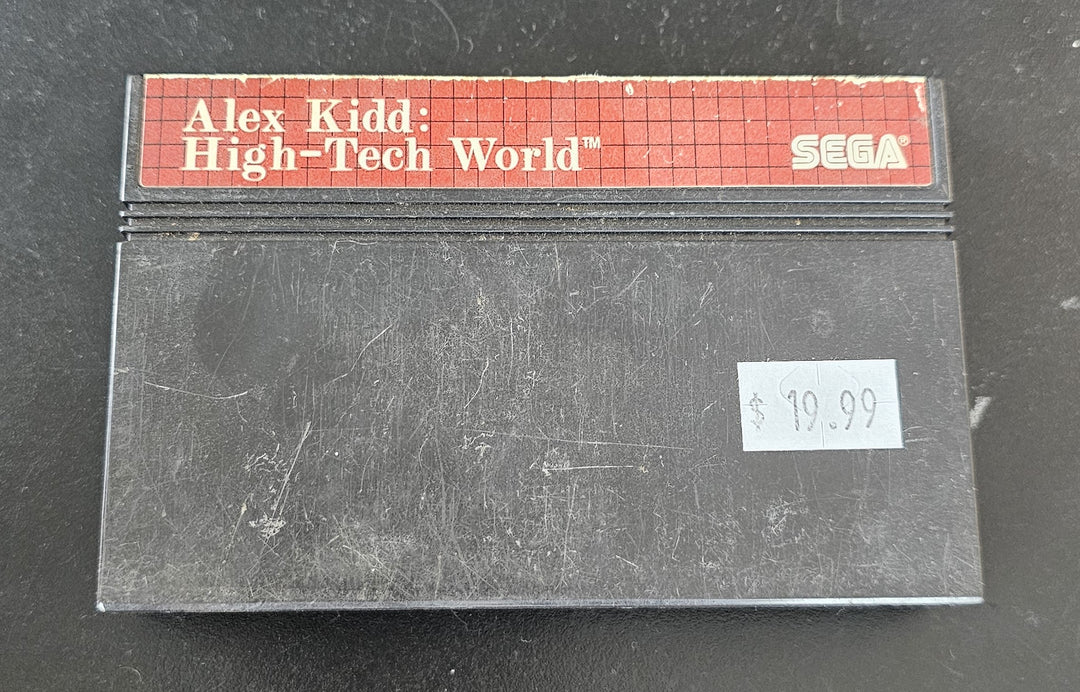 Alex Kidd:
High-Tech World™
SEGA®
$ 19.99